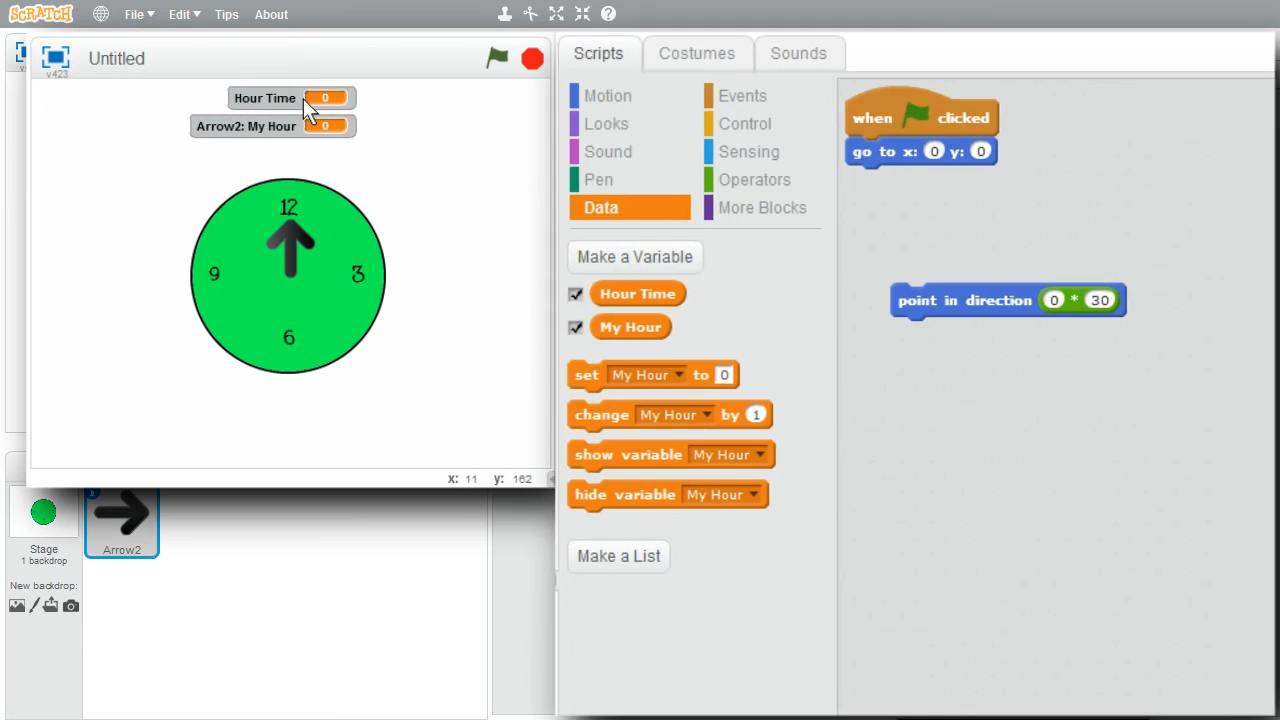 SCRATCH File Edit Tips About
Untitled
v423
Hour Time 0
Arrow2: My Hour 0
12
9 3
6
x: 11 y: 162
Stage
1 backdrop
New backdrop:
1
Arrow2
Scripts Costumes Sounds
Motion Events
Looks Control
Sound Sensing
Pen Operators
Data More Blocks
Make a Variable
Hour Time
My Hour
set My Hour to 0
change My Hour by 1
show variable My Hour
hide variable My Hour
Make a List
when clicked
go to x: 0 y: 0
point in direction 0 * 30